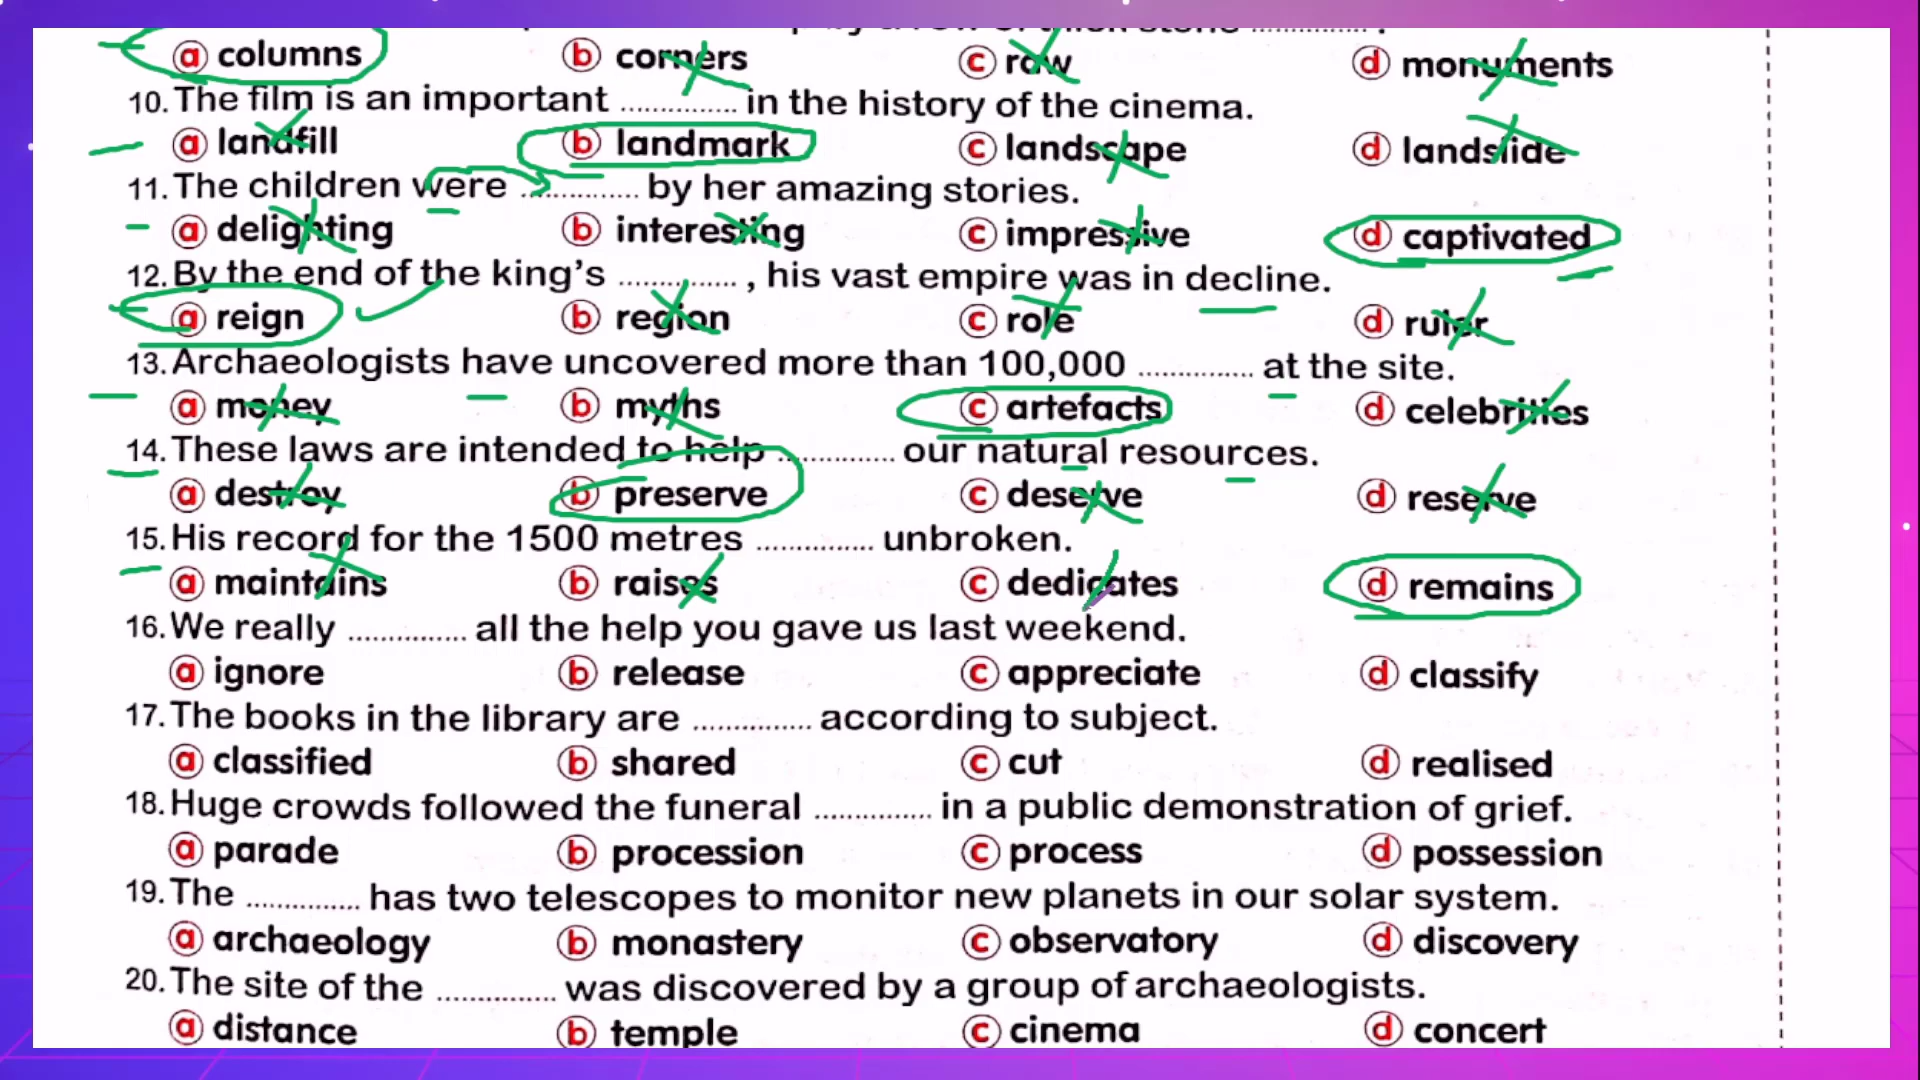 ⓐ columns ⓑ corners ⓒ row ⓓ monuments
10. The film is an important ............... in the history of the cinema.
ⓐ landfill ⓑ landmark ⓒ landscape ⓓ landslide
11. The children were ............... by her amazing stories.
ⓐ delighting ⓑ interesting ⓒ impressive ⓓ captivated
12. By the end of the king's ............... , his vast empire was in decline.
ⓐ reign ⓑ region ⓒ role ⓓ ruler
13. Archaeologists have uncovered more than 100,000 ............... at the site.
ⓐ money ⓑ myths ⓒ artefacts ⓓ celebrities
14. These laws are intended to help ............... our natural resources.
ⓐ destroy ⓑ preserve ⓒ deserve ⓓ reserve
15. His record for the 1500 metres ............... unbroken.
ⓐ maintains ⓑ raises ⓒ dedicates ⓓ remains
16. We really ............... all the help you gave us last weekend.
ⓐ ignore ⓑ release ⓒ appreciate ⓓ classify
17. The books in the library are ............... according to subject.
ⓐ classified ⓑ shared ⓒ cut ⓓ realised
18. Huge crowds followed the funeral ............... in a public demonstration of grief.
ⓐ parade ⓑ procession ⓒ process ⓓ possession
19. The ............... has two telescopes to monitor new planets in our solar system.
ⓐ archaeology ⓑ monastery ⓒ observatory ⓓ discovery
20. The site of the ............... was discovered by a group of archaeologists.
ⓐ distance ⓑ temple ⓒ cinema ⓓ concert